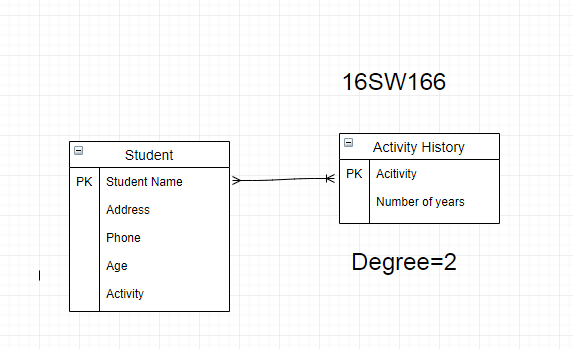 16SW166
Student
PK Student Name
Address
Phone
Age
Activity
Activity History
PK Acitivity
Number of years
Degree=2